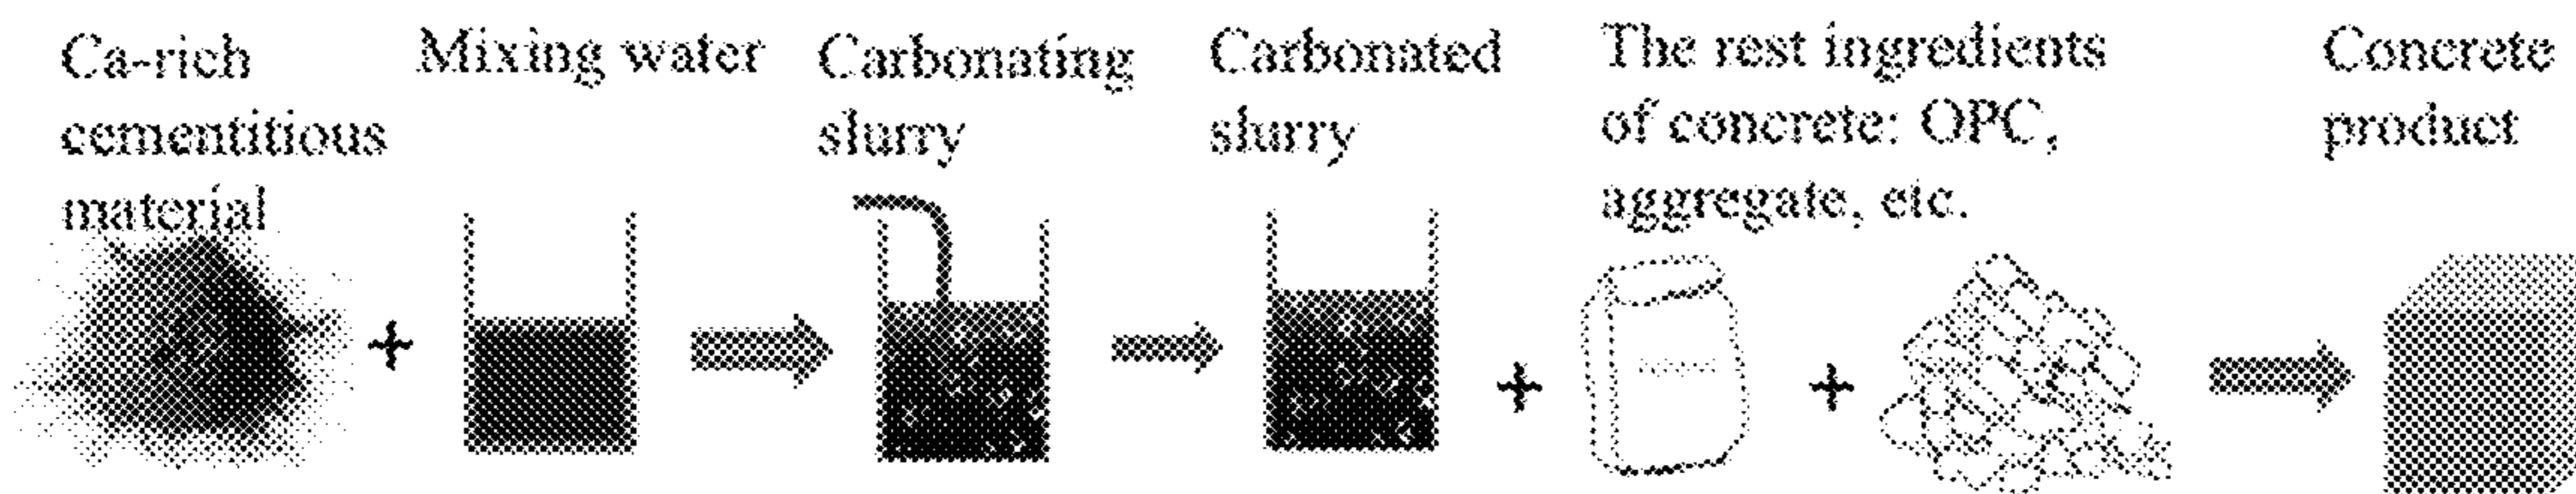 Ca-rich
cementitious
material
Mixing water
Carbonating
slurry
Carbonated
slurry
The rest ingredients
of concrete: OPC,
aggregate, etc.
Concrete
product